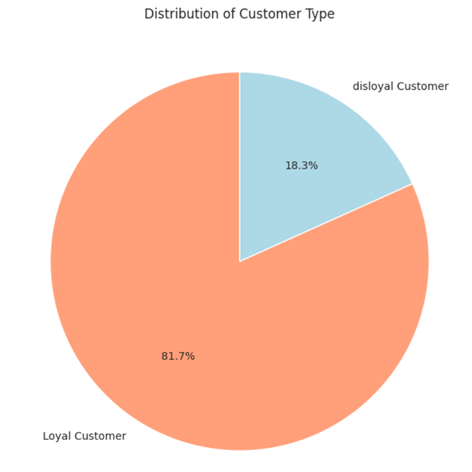 Distribution of Customer Type
disloyal Customer
18.3%
81.7%
Loyal Customer